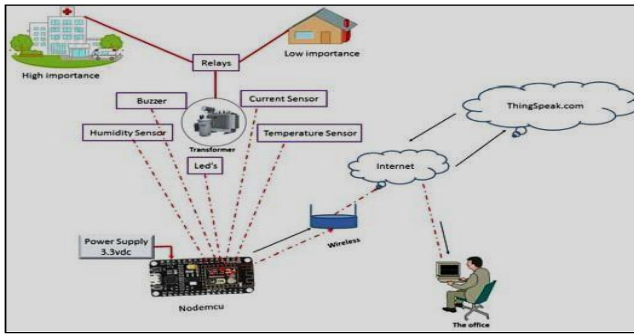 High importance
Low importance
Relays
Buzzer
Current Sensor
Humidity Sensor
Transformer
Temperature Sensor
Led's
ThingSpeak.com
Internet
Power Supply
3.3vdc
Wireless
Nodemcu
The office